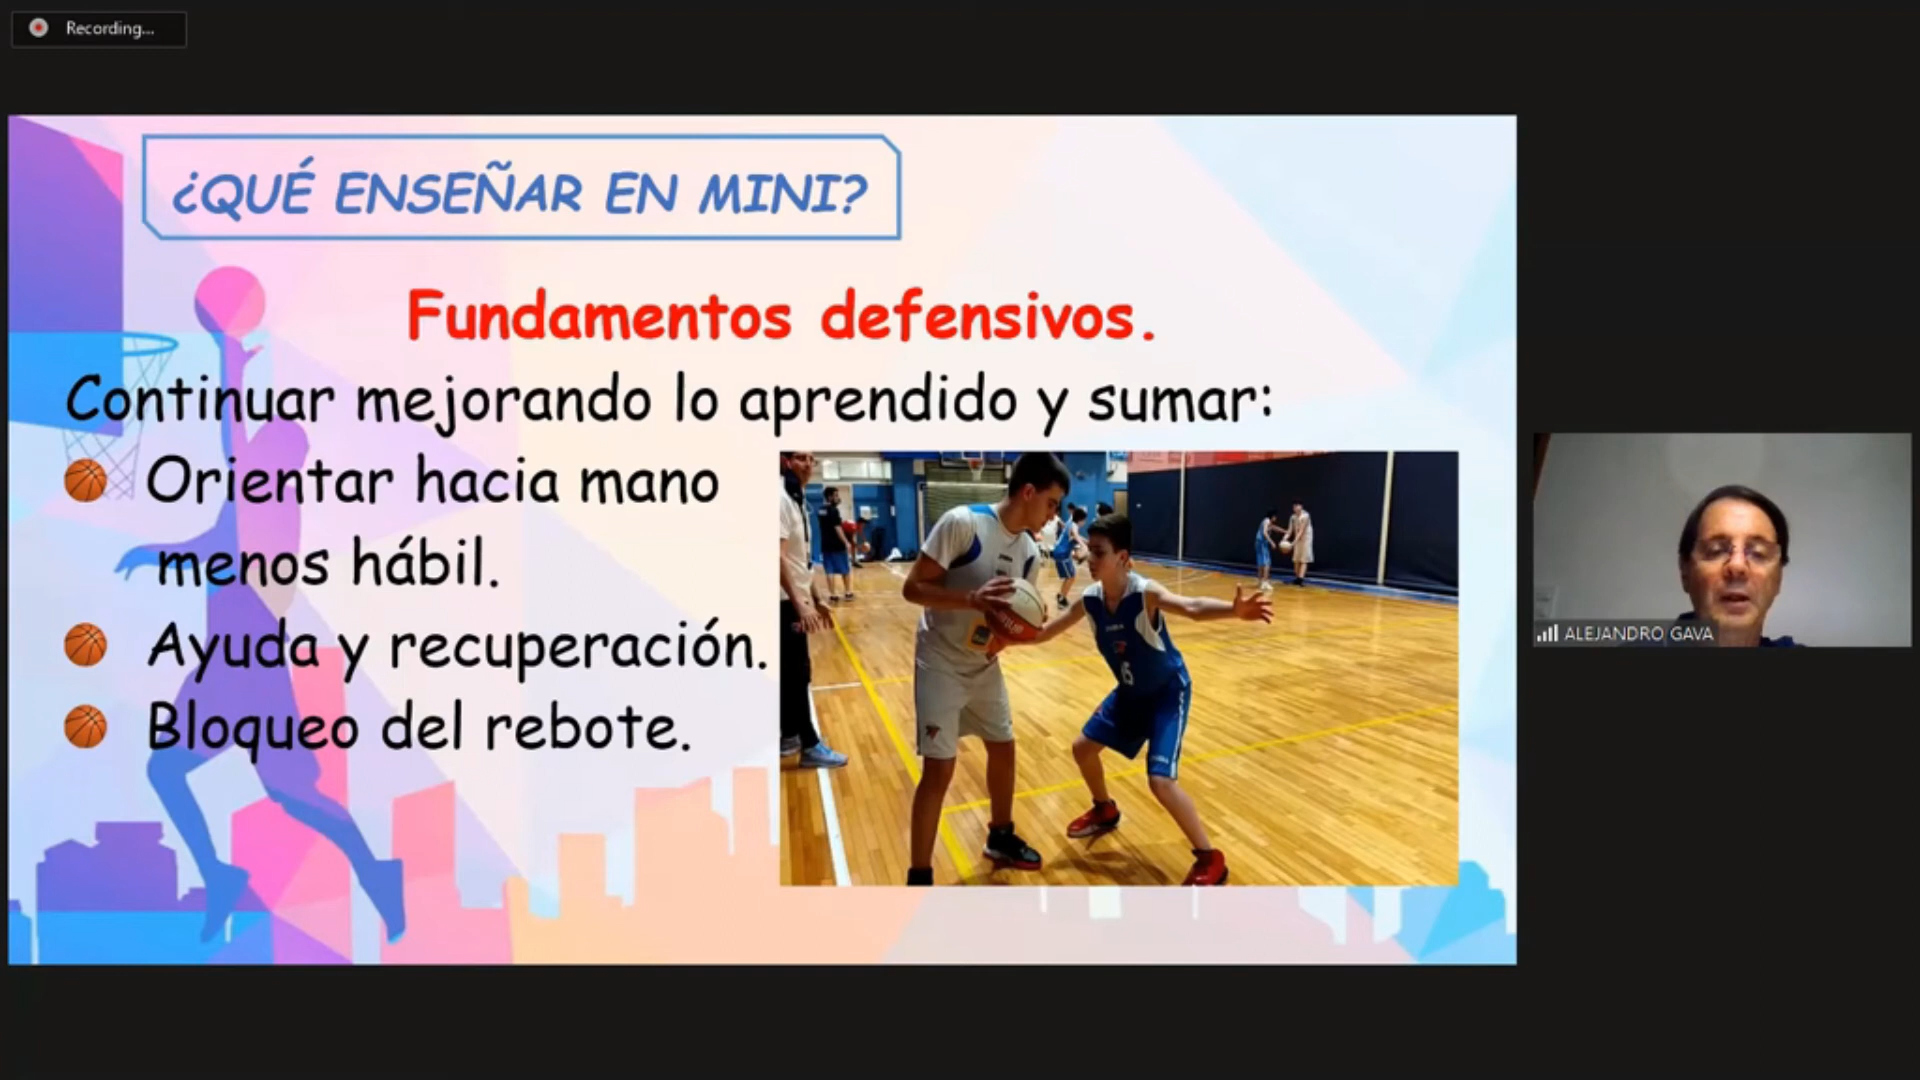 Recording...
¿QUÉ ENSEÑAR EN MINI?
Fundamentos defensivos.
Continuar mejorando lo aprendido y sumar:
Orientar hacia mano
menos hábil.
Ayuda y recuperación.
Bloqueo del rebote.
6
ALEJANDRO GAVA